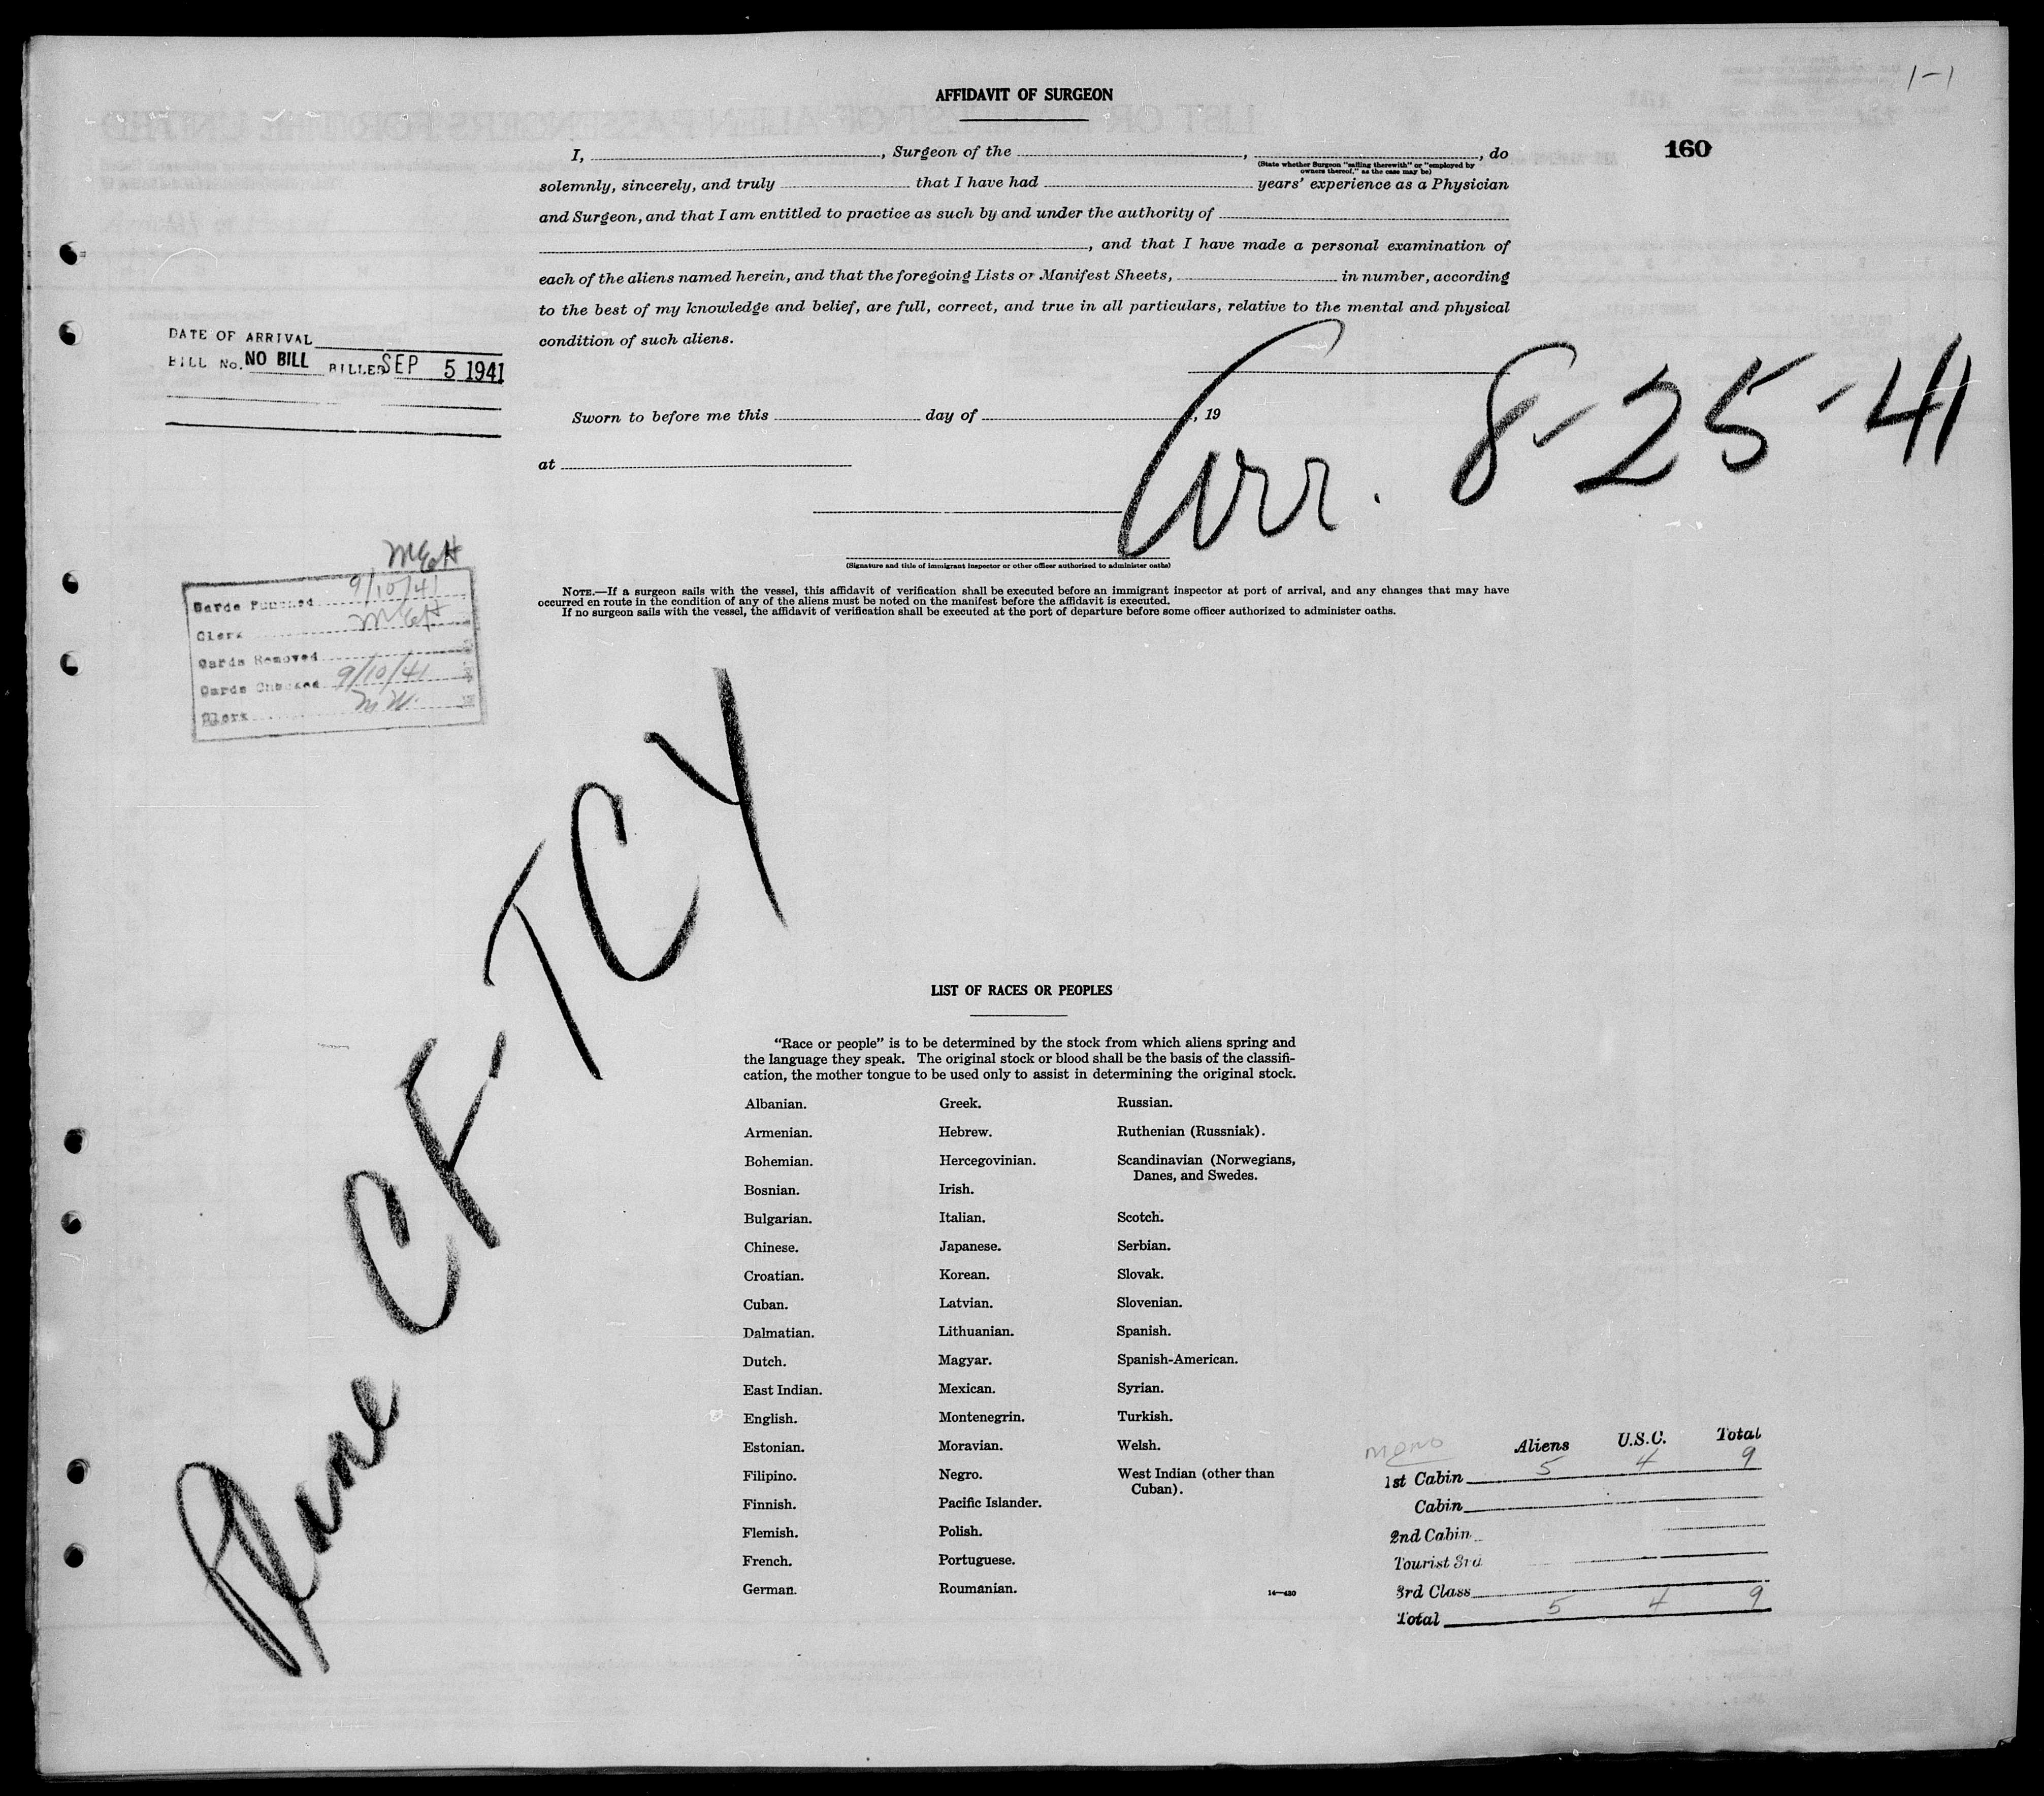 1-1
AFFIDAVIT OF SURGEON
160
I, , Surgeon of the , , do
(State whether Surgeon "sailing therewith" or "employed by
owners thereof," as the case may be)
solemnly, sincerely, and truly that I have had years' experience as a Physician
and Surgeon, and that I am entitled to practice as such by and under the authority of
, and that I have made a personal examination of
each of the aliens named herein, and that the foregoing Lists or Manifest Sheets, in number, according
to the best of my knowledge and belief, are full, correct, and true in all particulars, relative to the mental and physical
condition of such aliens.
DATE OF ARRIVAL
BILL No. NO BILL BILLED SEP 5 1941
Arr. 8-25-41
Sworn to before me this day of , 19
at
(Signature and title of immigrant inspector or other officer authorized to administer oaths)
NOTE.—If a surgeon sails with the vessel, this affidavit of verification shall be executed before an immigrant inspector at port of arrival, and any changes that may have
occurred en route in the condition of any of the aliens must be noted on the manifest before the affidavit is executed.
If no surgeon sails with the vessel, the affidavit of verification shall be executed at the port of departure before some officer authorized to administer oaths.
Cards Punched 9/10/41
Clerk
Cards Removed
Cards Checked 9/10/41
Clerk M W.
Plane CF-TCY
LIST OF RACES OR PEOPLES
"Race or people" is to be determined by the stock from which aliens spring and
the language they speak. The original stock or blood shall be the basis of the classifi-
cation, the mother tongue to be used only to assist in determining the original stock.
Albanian. Greek. Russian.
Armenian. Hebrew. Ruthenian (Russniak).
Bohemian. Hercegovinian. Scandinavian (Norwegians,
Danes, and Swedes.
Bosnian. Irish.
Bulgarian. Italian. Scotch.
Chinese. Japanese. Serbian.
Croatian. Korean. Slovak.
Cuban. Latvian. Slovenian.
Dalmatian. Lithuanian. Spanish.
Dutch. Magyar. Spanish-American.
East Indian. Mexican. Syrian.
English. Montenegrin. Turkish.
Estonian. Moravian. Welsh.
Filipino. Negro. West Indian (other than
Cuban).
Finnish. Pacific Islander.
Flemish. Polish.
French. Portuguese.
German. Roumanian.
14—430
Aliens U.S.C. Total
1st Cabin 5 4 9
Cabin
2nd Cabin
Tourist 3rd
3rd Class
Total 5 4 9